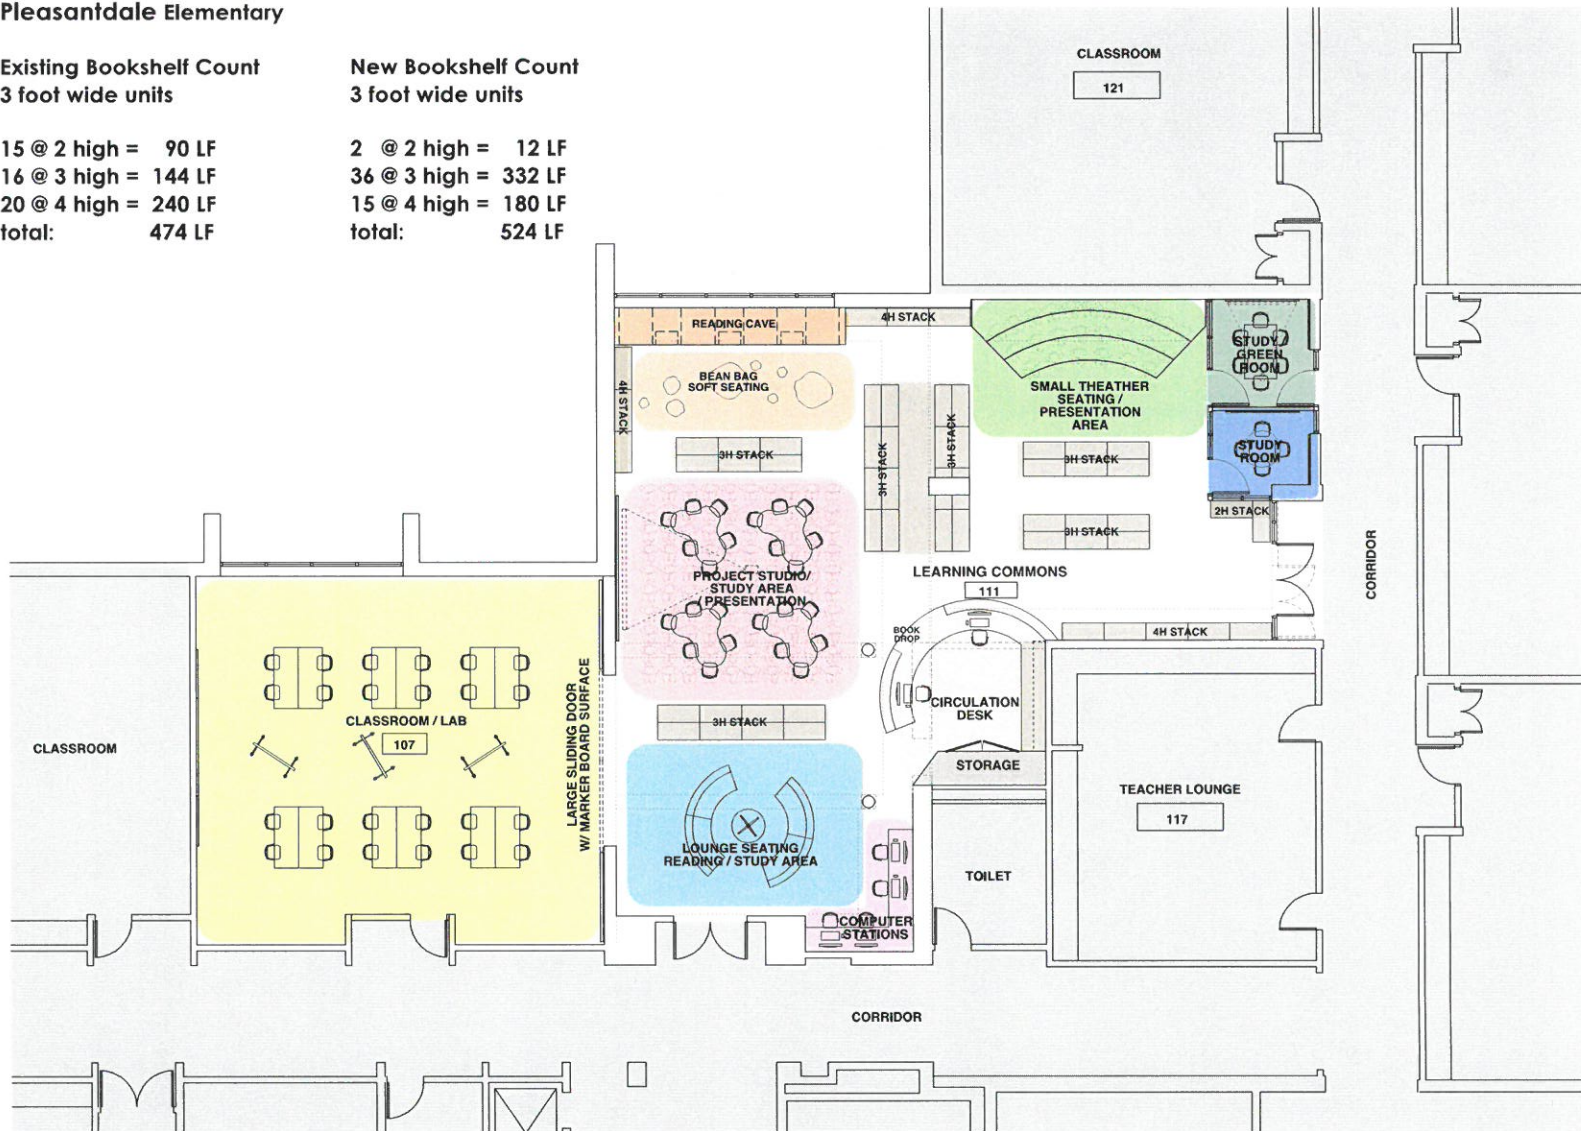 Pleasantdale Elementary
Existing Bookshelf Count
3 foot wide units
15 @ 2 high = 90 LF
16 @ 3 high = 144 LF
20 @ 4 high = 240 LF
total: 474 LF
New Bookshelf Count
3 foot wide units
2 @ 2 high = 12 LF
36 @ 3 high = 332 LF
15 @ 4 high = 180 LF
total: 524 LF
CLASSROOM
121
READING CAVE
4H STACK
4H STACK
BEAN BAG
SOFT SEATING
3H STACK
3H STACK
3H STACK
SMALL THEATHER
SEATING /
PRESENTATION
AREA
STUDY /
GREEN
ROOM
STUDY
ROOM
3H STACK
2H STACK
3H STACK
CORRIDOR
PROJECT STUDIO/
STUDY AREA
/ PRESENTATION
LEARNING COMMONS
111
BOOK
DROP
4H STACK
CIRCULATION
DESK
STORAGE
3H STACK
CLASSROOM
CLASSROOM / LAB
107
LARGE SLIDING DOOR
W/ MARKER BOARD SURFACE
LOUNGE SEATING
READING / STUDY AREA
TEACHER LOUNGE
117
TOILET
COMPUTER
STATIONS
CORRIDOR